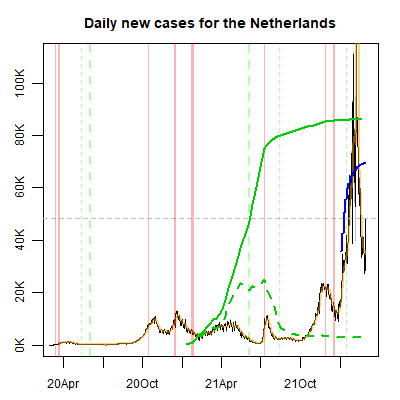 Daily new cases for the Netherlands
100K
80K
60K
40K
20K
0K
20Apr 20Oct 21Apr 21Oct